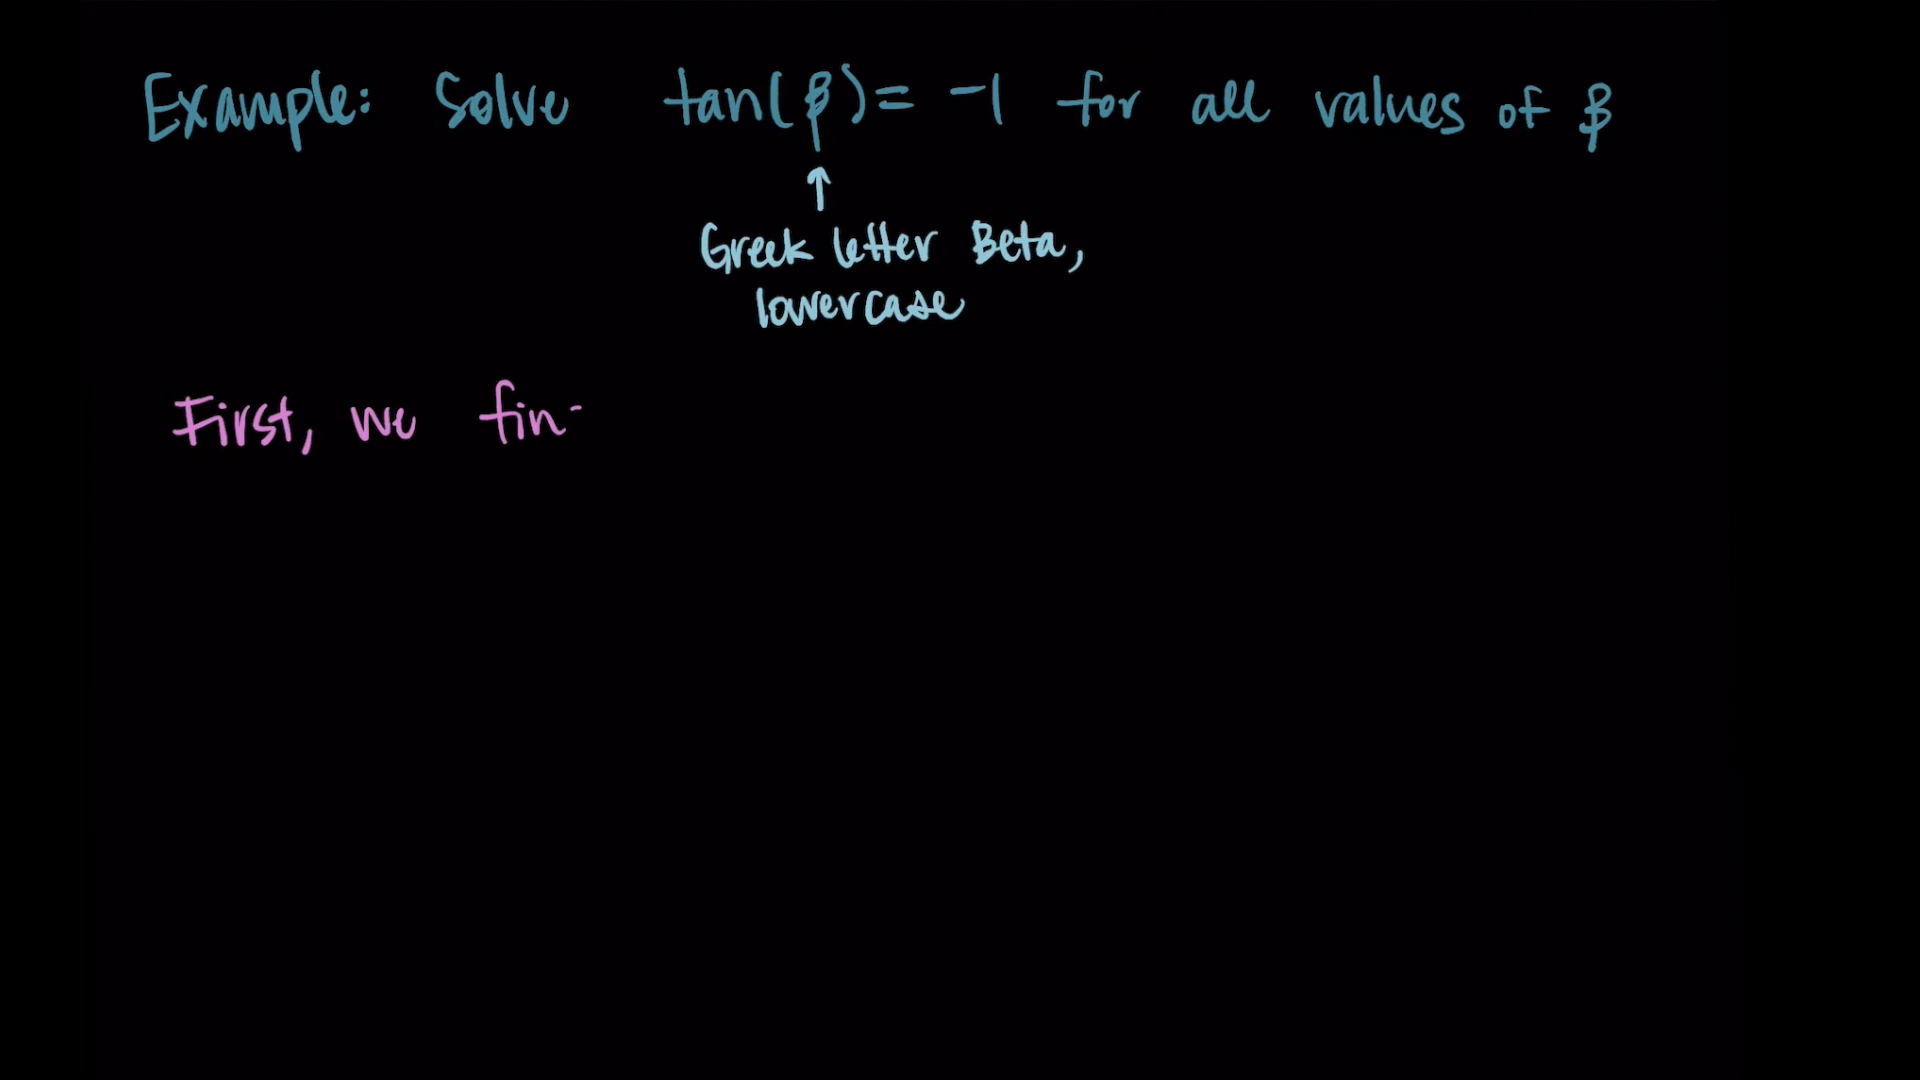 Example: Solve tan(β) = -1 for all values of β
↑
Greek letter Beta,
lowercase
First, we fin-